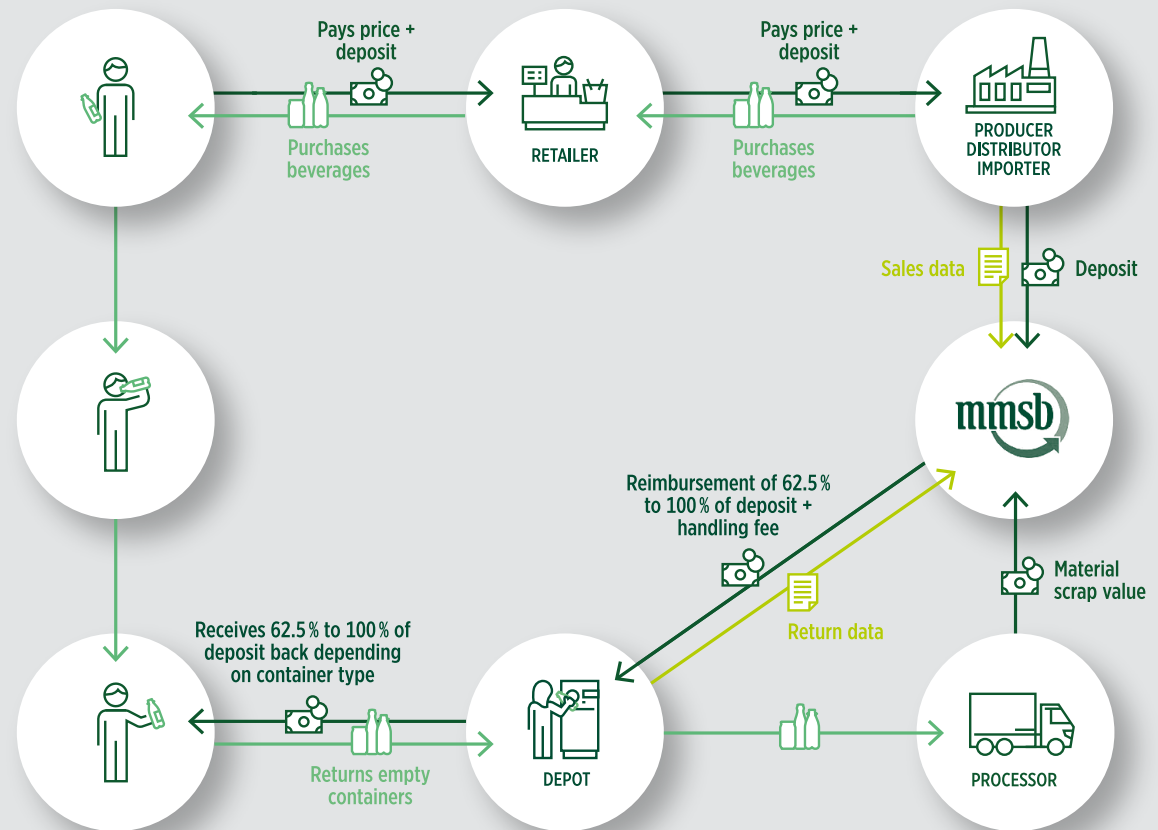 Pays price +
deposit
Pays price +
deposit
Purchases
beverages
RETAILER
Purchases
beverages
PRODUCER
DISTRIBUTOR
IMPORTER
Sales data
Deposit
mmsb
Reimbursement of 62.5%
to 100% of deposit +
handling fee
Material
scrap value
Return data
Receives 62.5% to 100% of
deposit back depending
on container type
Returns empty
containers
DEPOT
PROCESSOR